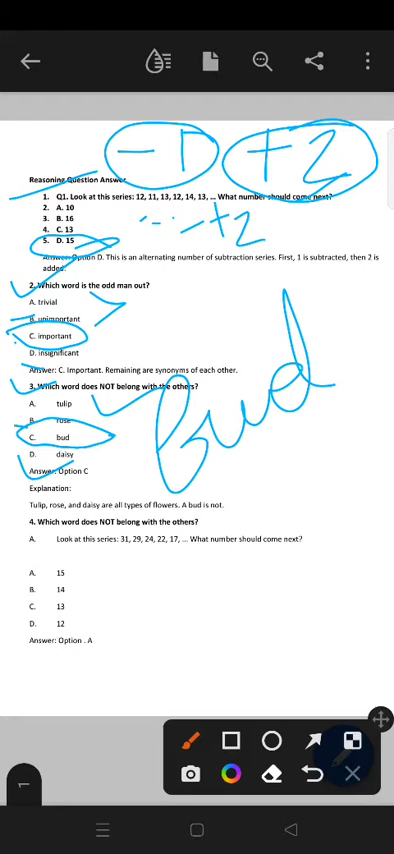 -1
+2
Reasoning Question Answer
1. Q1. Look at this series: 12, 11, 13, 12, 14, 13, ... What number should come next?
2. A. 10
3. B. 16
4. C. 13
5. D. 15
+2
Answer: Option D. This is an alternating number of subtraction series. First, 1 is subtracted, then 2 is
added.
2. Which word is the odd man out?
A. trivial
B. unimportant
C. important
D. insignificant
Answer: C. Important. Remaining are synonyms of each other.
3. Which word does NOT belong with the others?
A. tulip
B. rose
C. bud
D. daisy
Bud
Answer: Option C
Explanation:
Tulip, rose, and daisy are all types of flowers. A bud is not.
4. Which word does NOT belong with the others?
A. Look at this series: 31, 29, 24, 22, 17, ... What number should come next?
A. 15
B. 14
C. 13
D. 12
Answer: Option . A